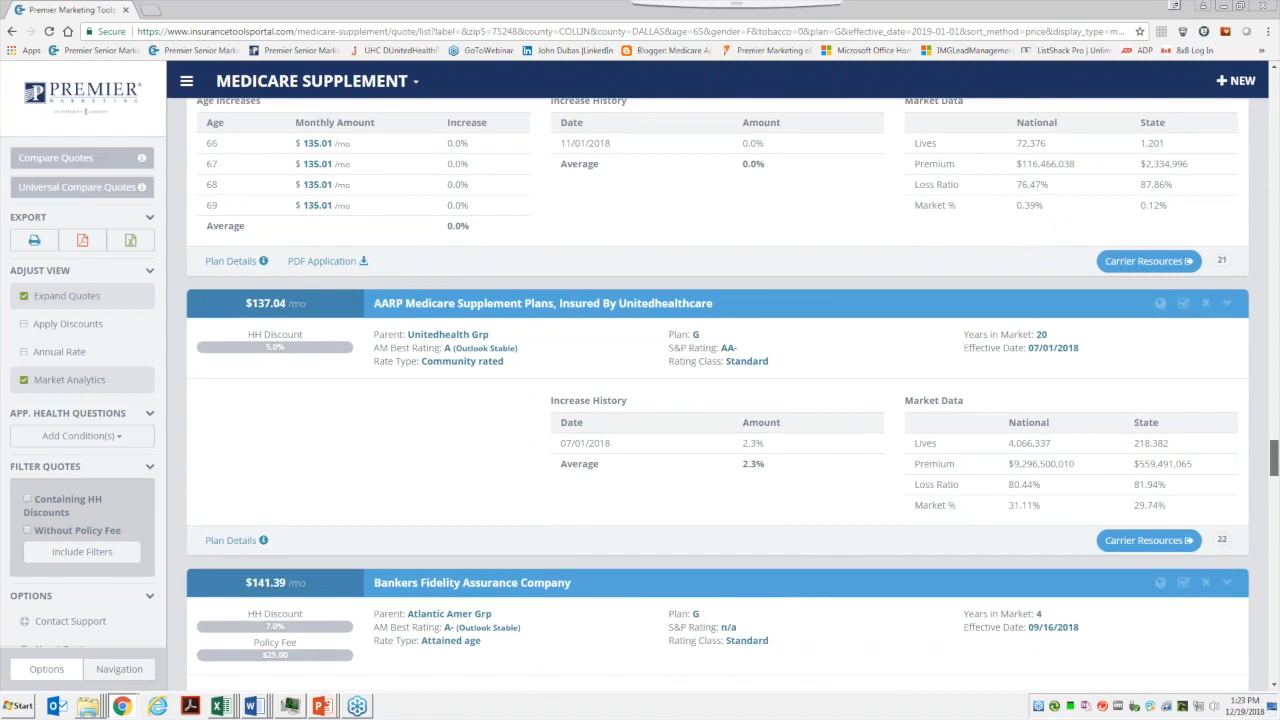 Premier Marketing Tools
Secure
https://www.insurancetoolsportal.com/medicare-supplement/quote/list?label=&zip5=75248&county=COLLIN&county=DALLAS&age=65&gender=F&tobacco=0&plan=G&effective_date=2019-01-01&sort_method=price&display_type=m...
Apps
Premier Senior Marke
Premier Senior Marke
Premier Senior Marke
UHC DUnitedHealth
GoToWebinar
John Dubas |LinkedIn
Blogger: Medicare
Premier Marketing e
Microsoft Office Hom
IMGLeadManagemen
ListShack Pro | Unlim
ADP
8x8 Log In
PREMIER
MARKETING
MEDICARE SUPPLEMENT
NEW
Compare Quotes
Universal Compare Quotes
EXPORT
ADJUST VIEW
Expand Quotes
Apply Discounts
Annual Rate
Market Analytics
APP. HEALTH QUESTIONS
Add Condition(s)
FILTER QUOTES
Containing HH
Discounts
Without Policy Fee
Include Filters
OPTIONS
Contact Support
Options
Navigation
Age Increases
Age Monthly Amount Increase
66 $ 135.01 /mo 0.0%
67 $ 135.01 /mo 0.0%
68 $ 135.01 /mo 0.0%
69 $ 135.01 /mo 0.0%
Average 0.0%
Increase History
Date Amount
11/01/2018 0.0%
Average 0.0%
Market Data
National State
Lives 72,376 1,201
Premium $116,466,038 $2,334,996
Loss Ratio 76.47% 87.86%
Market % 0.39% 0.12%
Plan Details
PDF Application
Carrier Resources
21
$137.04 /mo
AARP Medicare Supplement Plans, Insured By Unitedhealthcare
HH Discount
5.0%
Parent: Unitedhealth Grp
AM Best Rating: A (Outlook Stable)
Rate Type: Community rated
Plan: G
S&P Rating: AA-
Rating Class: Standard
Years in Market: 20
Effective Date: 07/01/2018
Increase History
Date Amount
07/01/2018 2.3%
Average 2.3%
Market Data
National State
Lives 4,066,337 218,382
Premium $9,296,500,010 $559,491,065
Loss Ratio 80.44% 81.94%
Market % 31.11% 29.74%
Plan Details
Carrier Resources
22
$141.39 /mo
Bankers Fidelity Assurance Company
HH Discount
7.0%
Policy Fee
$25.00
Parent: Atlantic Amer Grp
AM Best Rating: A- (Outlook Stable)
Rate Type: Attained age
Plan: G
S&P Rating: n/a
Rating Class: Standard
Years in Market: 4
Effective Date: 09/16/2018
Start
1:23 PM
12/19/2018